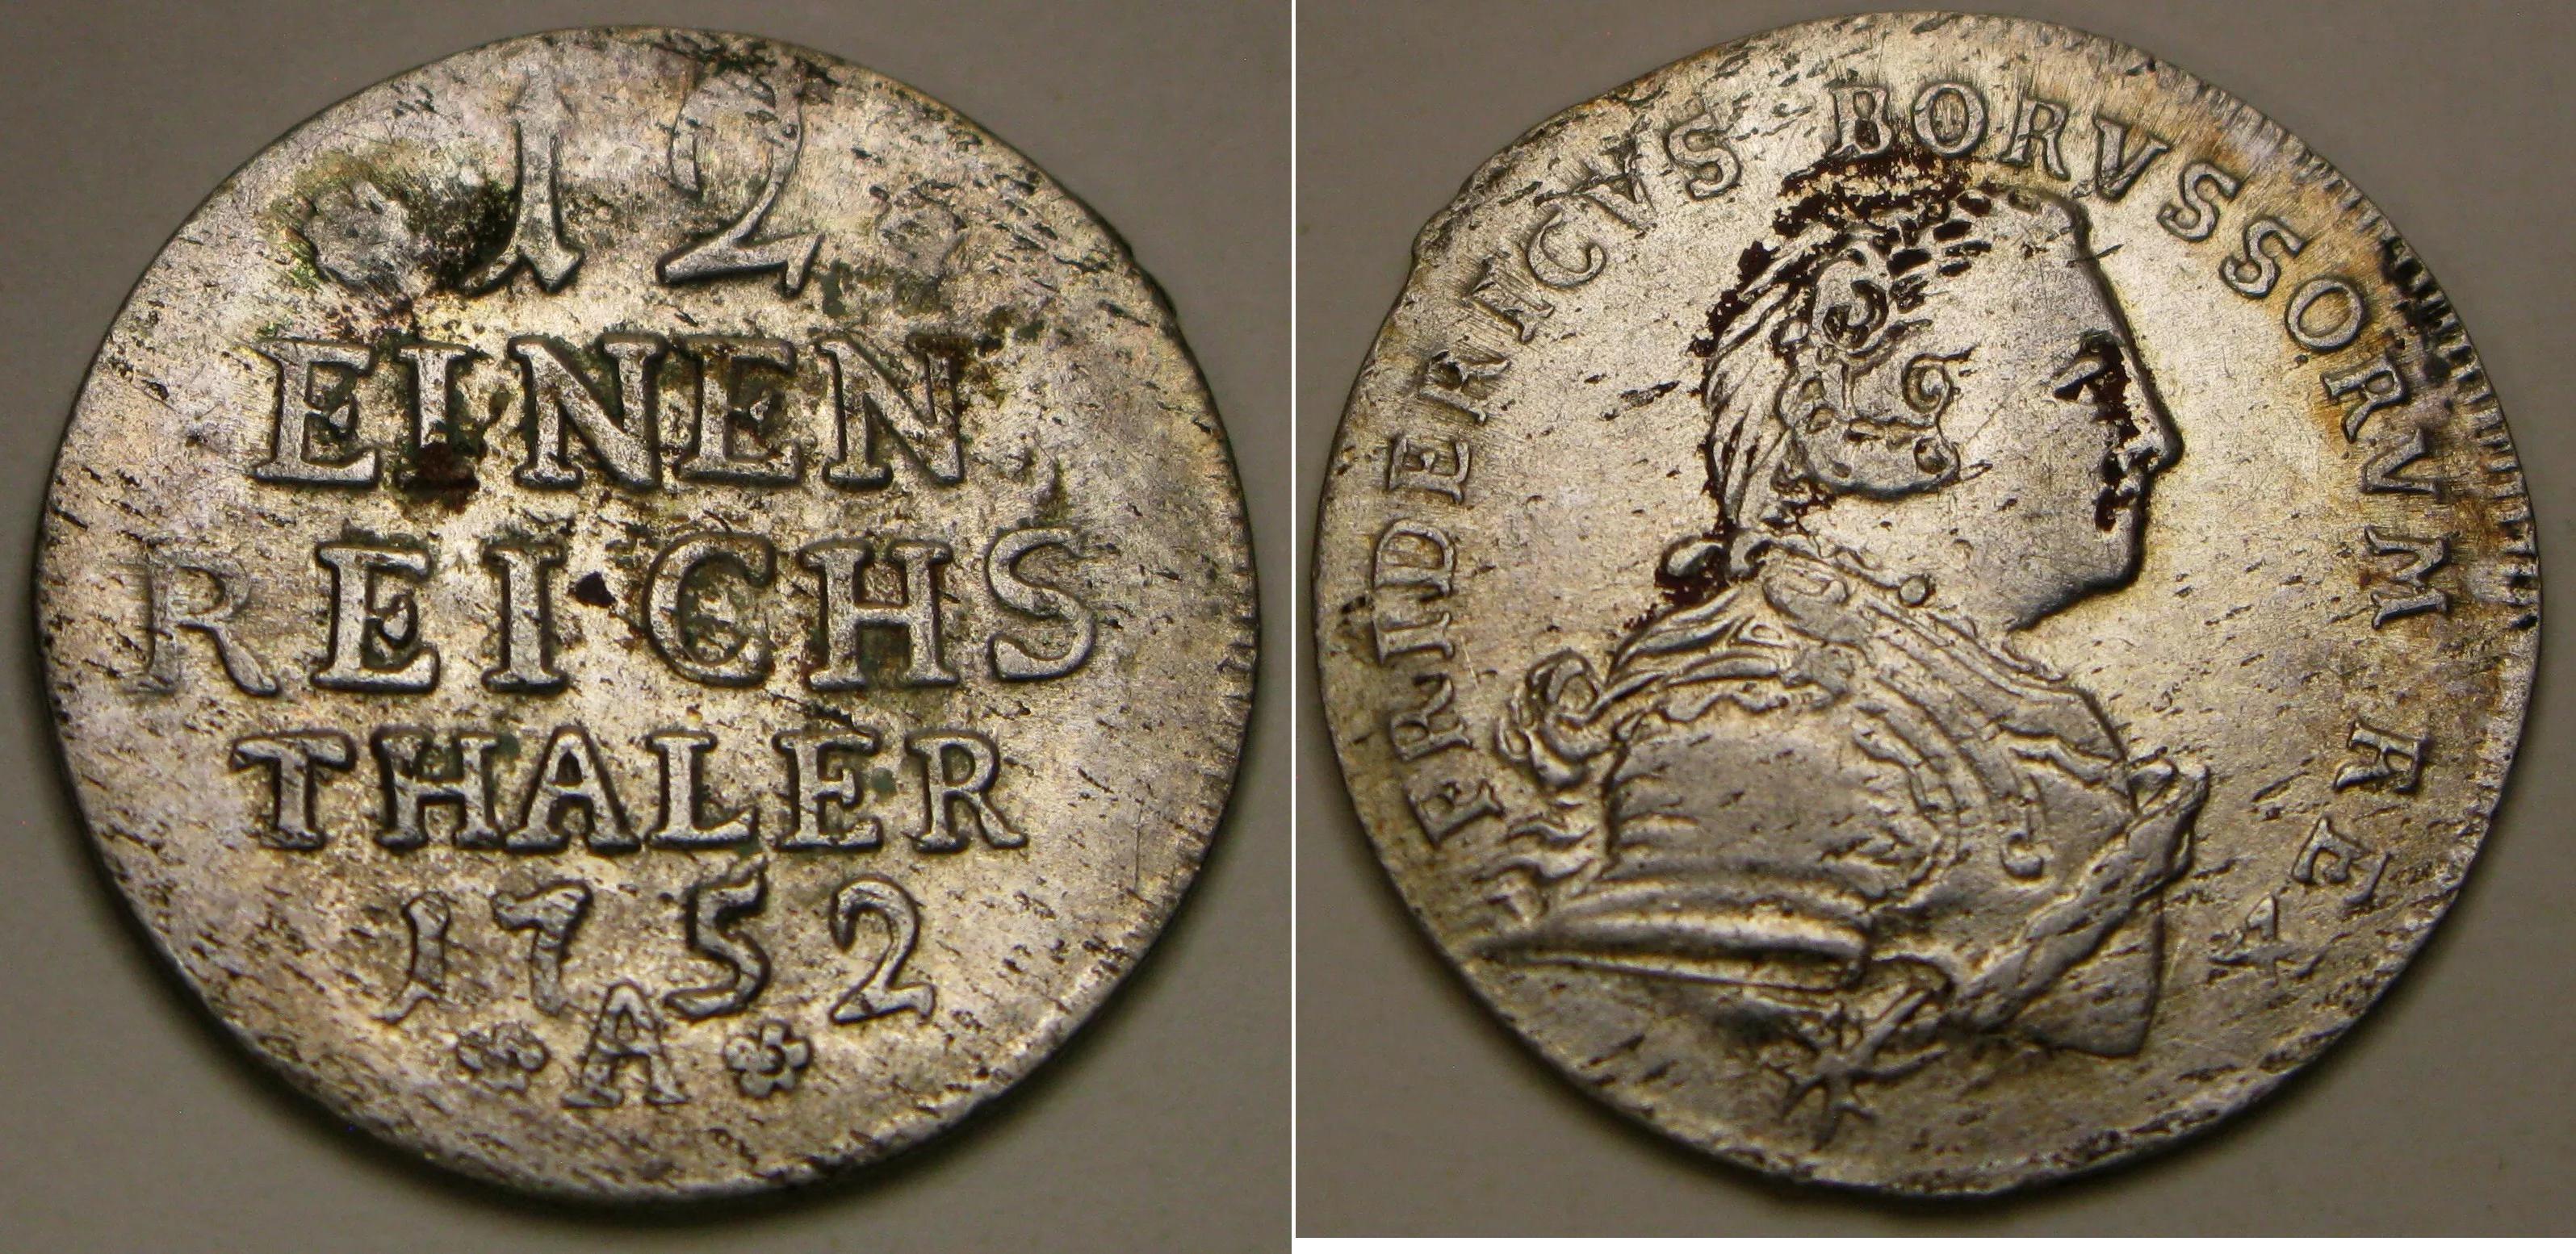 12
EINEN
REICHS
THALER
1752
A
FRIDERICVS BORVSSORVM REX